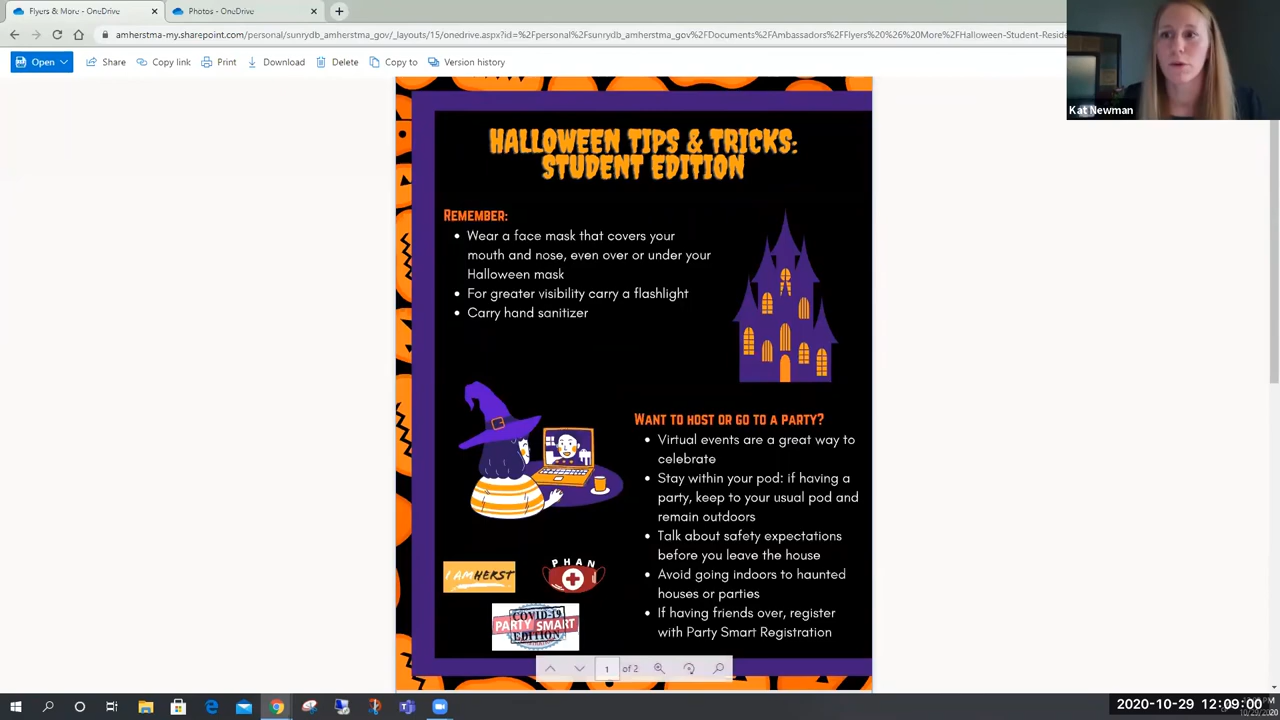 Flyers & More - OneDrive
Photos - OneDrive
amherstma-my.sharepoint.com/personal/sunrydb_amherstma_gov/_layouts/15/onedrive.aspx?id=%2Fpersonal%2Fsunrydb_amherstma_gov%2FDocuments%2FAmbassadors%2FFlyers%20%26%20More%2FHalloween-Student-Reside
Open
Share
Copy link
Print
Download
Delete
Copy to
Version history
Kat Newman
HALLOWEEN TIPS & TRICKS:
STUDENT EDITION
REMEMBER:
• Wear a face mask that covers your
mouth and nose, even over or under your
Halloween mask
• For greater visibility carry a flashlight
• Carry hand sanitizer
WANT TO HOST OR GO TO A PARTY?
• Virtual events are a great way to
celebrate
• Stay within your pod: if having a
party, keep to your usual pod and
remain outdoors
• Talk about safety expectations
before you leave the house
• Avoid going indoors to haunted
houses or parties
• If having friends over, register
with Party Smart Registration
I AMHERST
PHAN
COVID-19
PARTY SMART
EDITION
1 of 2
2020-10-29 12:09:00